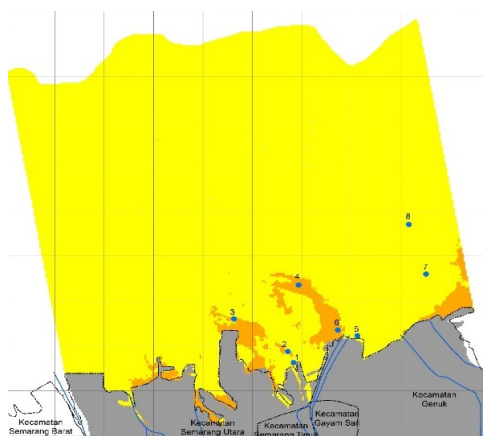 8
7
4
3
6
5
2
1
Kecamatan
Genuk
Kecamatan
Gayam Sari
Kecamatan
Semarang Barat
Kecamatan
Semarang Utara
Kecamatan
Semarang Timur